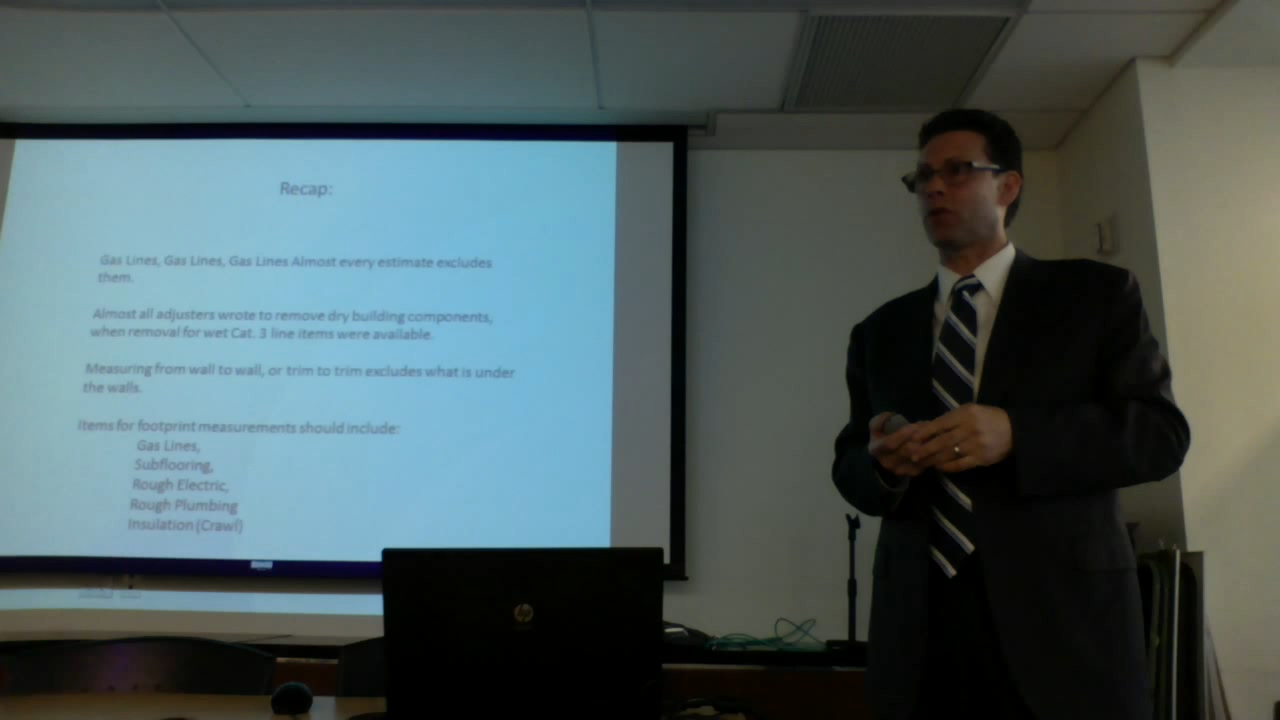 Recap:
Gas Lines, Gas Lines, Gas Lines Almost every estimate excludes
them.
Almost all adjusters wrote to remove dry building components,
when removal for wet Cat. 3 line items were available.
Measuring from wall to wall, or trim to trim excludes what is under
the walls.
Items for footprint measurements should include:
Gas Lines,
Subflooring,
Rough Electric,
Rough Plumbing
Insulation (Crawl)
hp